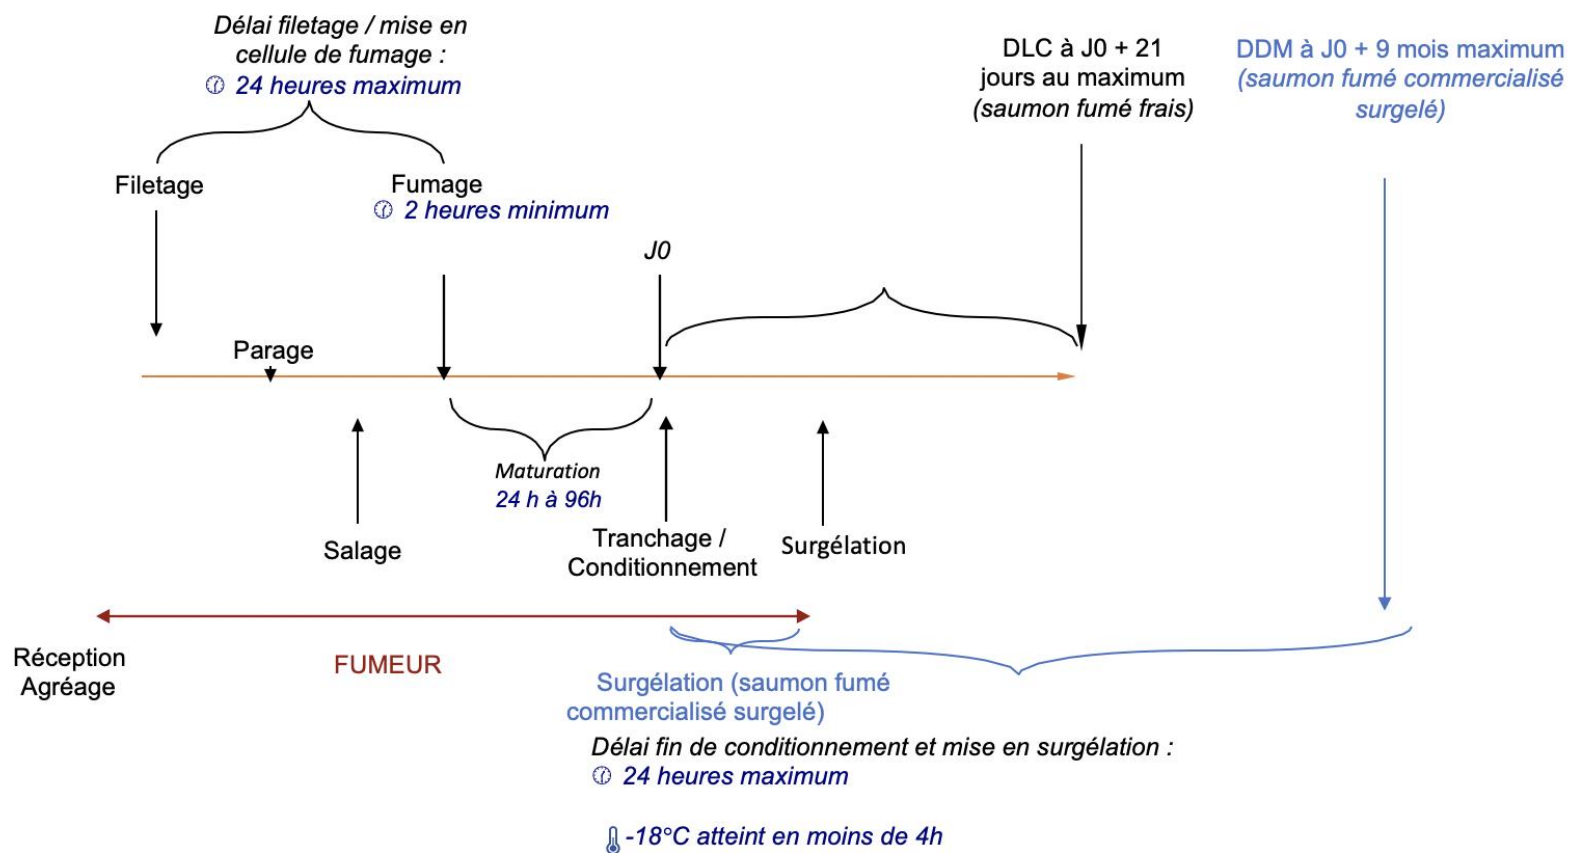 Délai filetage / mise en
cellule de fumage :
24 heures maximum
DLC à J0 + 21
jours au maximum
(saumon fumé frais)
DDM à J0 + 9 mois maximum
(saumon fumé commercialisé
surgelé)
Filetage
Fumage
2 heures minimum
J0
Parage
Maturation
24 h à 96h
Salage
Tranchage /
Conditionnement
Surgélation
Réception
Agréage
FUMEUR
Surgélation (saumon fumé
commercialisé surgelé)
Délai fin de conditionnement et mise en surgélation :
24 heures maximum
-18°C atteint en moins de 4h